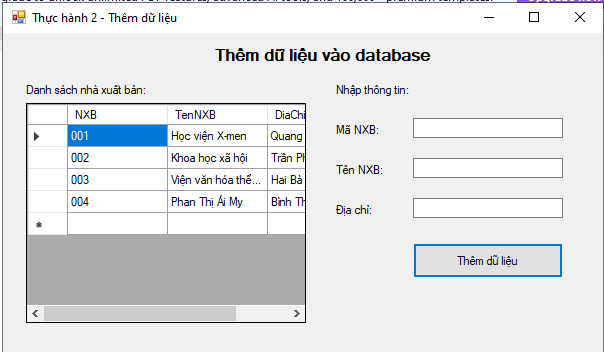 Thực hành 2 - Thêm dữ liệu
Thêm dữ liệu vào database
Danh sách nhà xuất bản:
NXB TenNXB DiaChi
001 Học viện X-men Quang
002 Khoa học xã hội Trần Ph
003 Viện văn hóa thể... Hai Bà
004 Phan Thị Ái My Bình Th
Nhập thông tin:
Mã NXB:
Tên NXB:
Địa chỉ:
Thêm dữ liệu